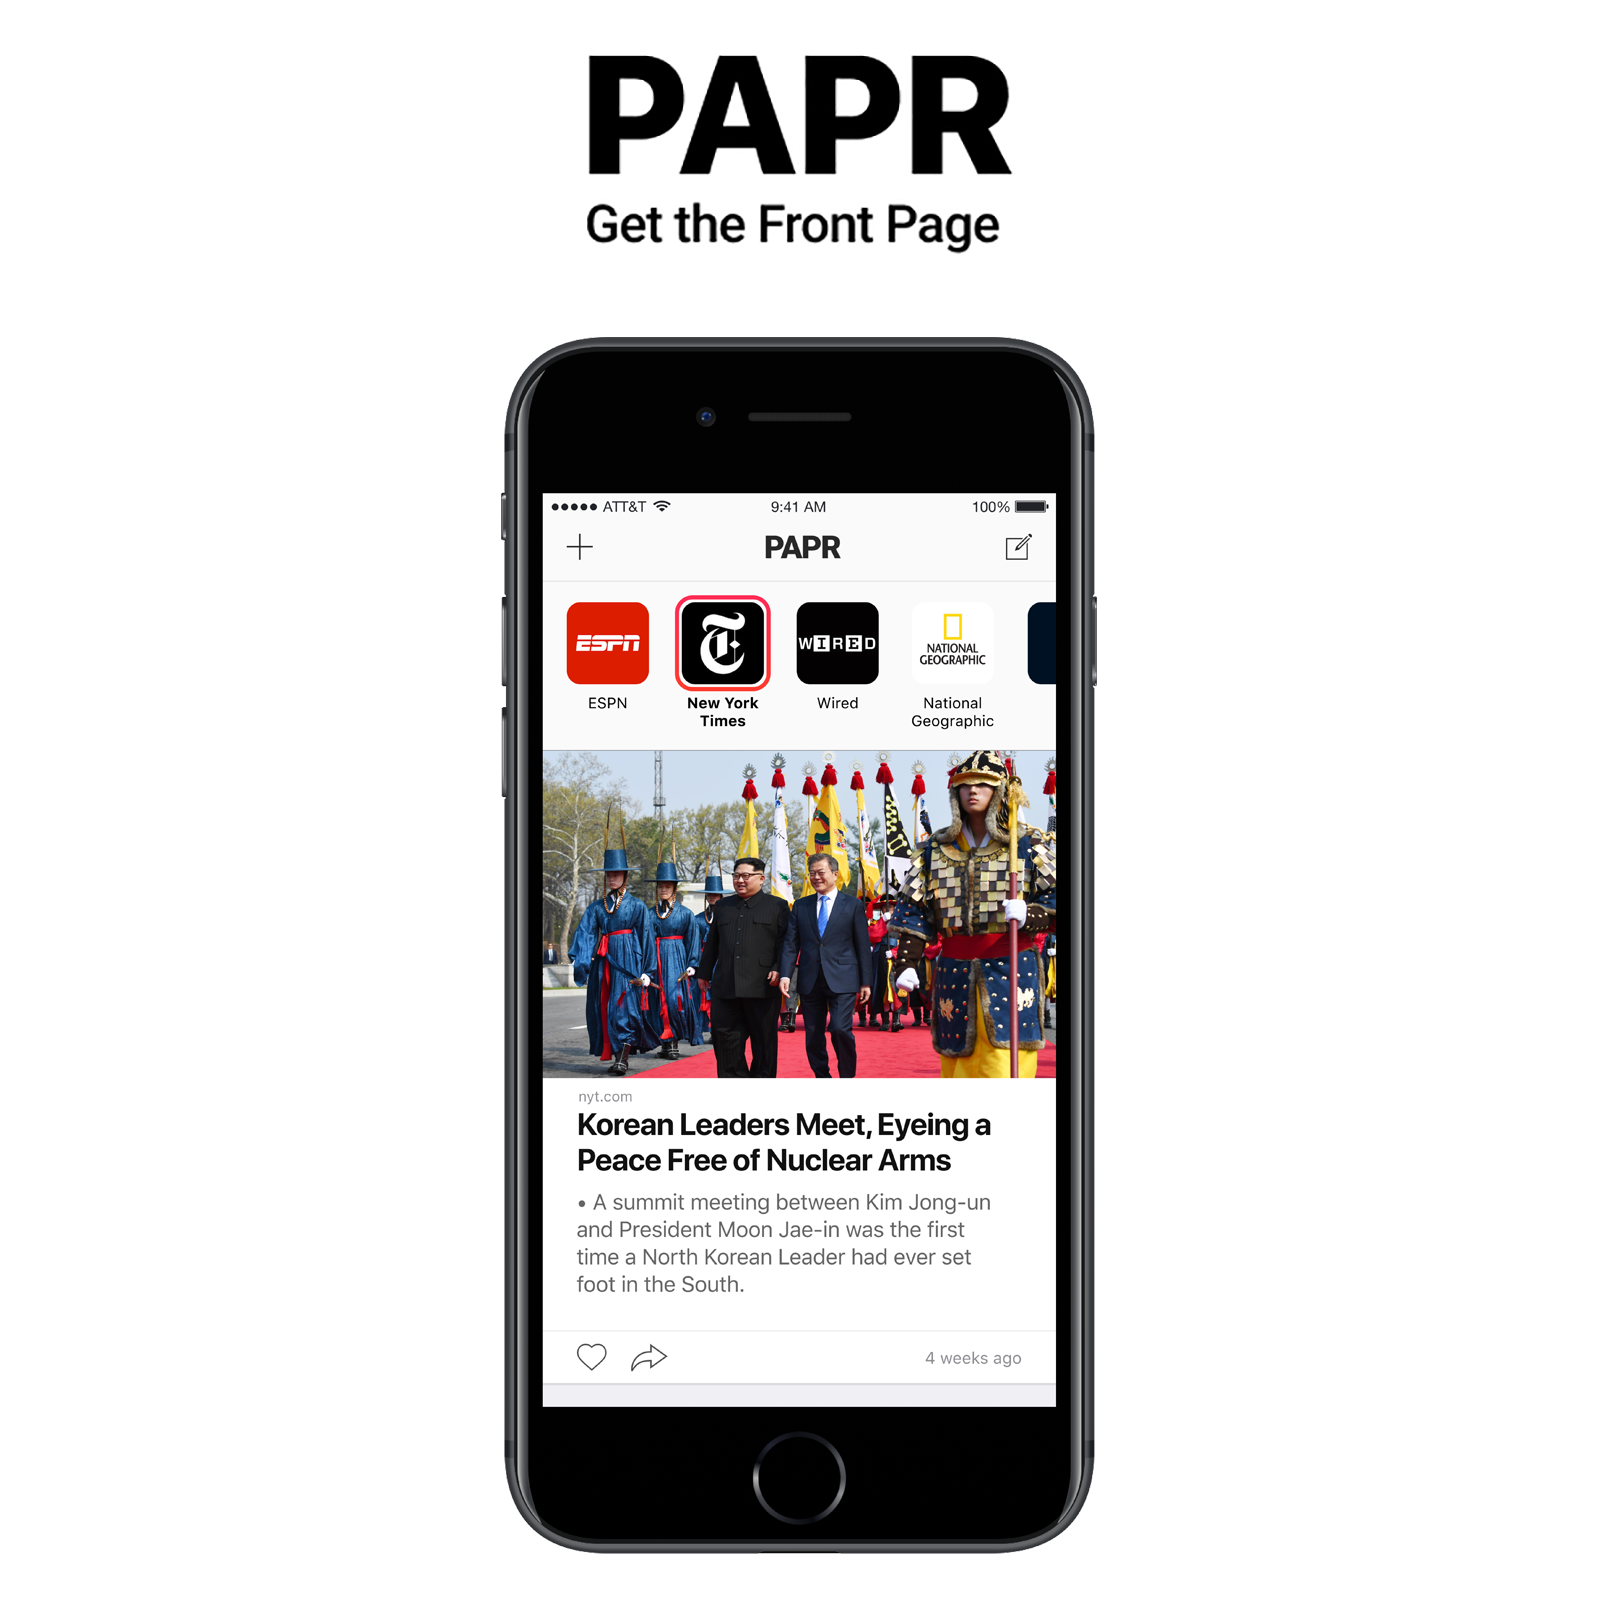 PAPR
Get the Front Page
ATT&T 9:41 AM 100%
PAPR
ESPN
T
WIRED
NATIONAL
GEOGRAPHIC
ESPN
New York
Times
Wired
National
Geographic
nyt.com
Korean Leaders Meet, Eyeing a
Peace Free of Nuclear Arms
• A summit meeting between Kim Jong-un
and President Moon Jae-in was the first
time a North Korean Leader had ever set
foot in the South.
4 weeks ago